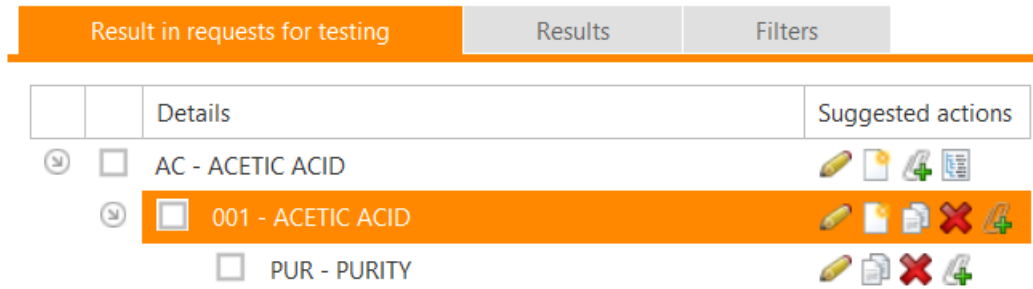 Result in requests for testing Results Filters
Details Suggested actions
AC - ACETIC ACID
001 - ACETIC ACID
PUR - PURITY